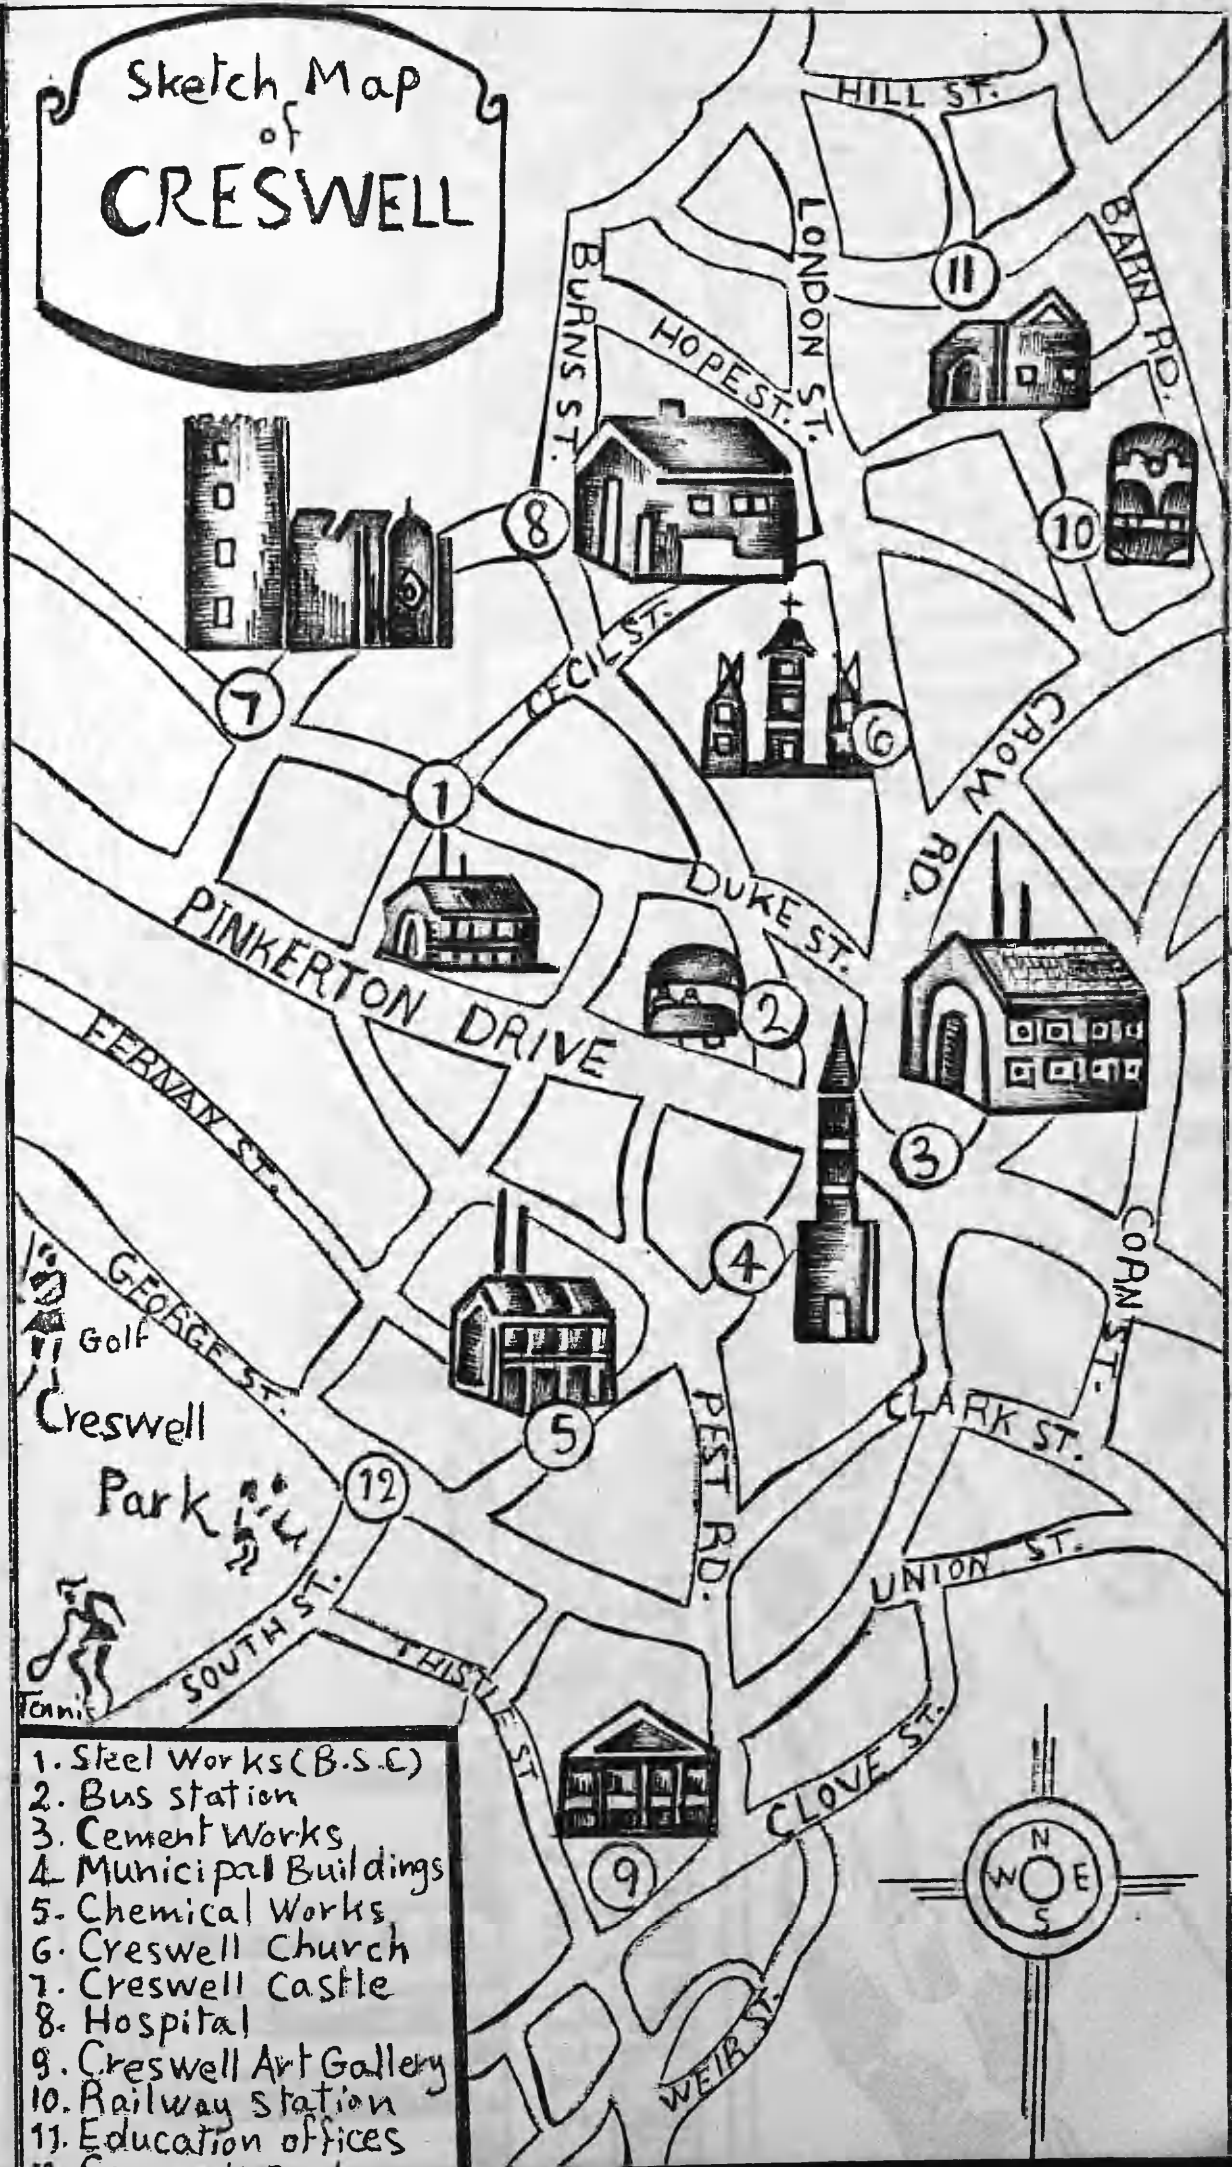 Sketch Map
of
CRESWELL
HILL ST.
LONDON ST.
BARN RD.
BURNS ST.
HOPE ST.
11
10
8
CECIL ST.
7
6
CROW RD.
1
DUKE ST.
PINKERTON DRIVE
2
FERNAN ST.
3
4
CORN ST.
GEORGE ST.
Golf
Creswell
Park
PEST RD.
CLARK ST.
5
12
UNION ST.
SOUTH ST.
THISTLE ST
Tennis
CLOVE ST.
9
WEIR ST.
N
W E
S
1. Steel Works (B.S.C)
2. Bus station
3. Cement Works
4 Municipal Buildings
5. Chemical Works
6. Creswell Church
7. Creswell Castle
8. Hospital
9. Creswell Art Gallery
10. Railway station
11. Education offices